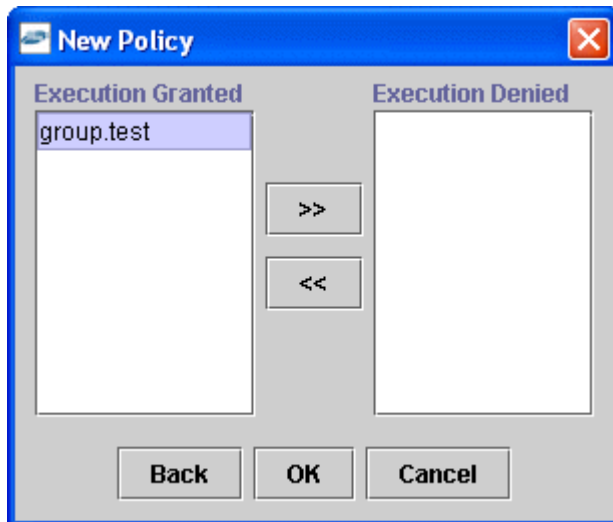 New Policy
Execution Granted
Execution Denied
group.test
>>
<<
Back
OK
Cancel